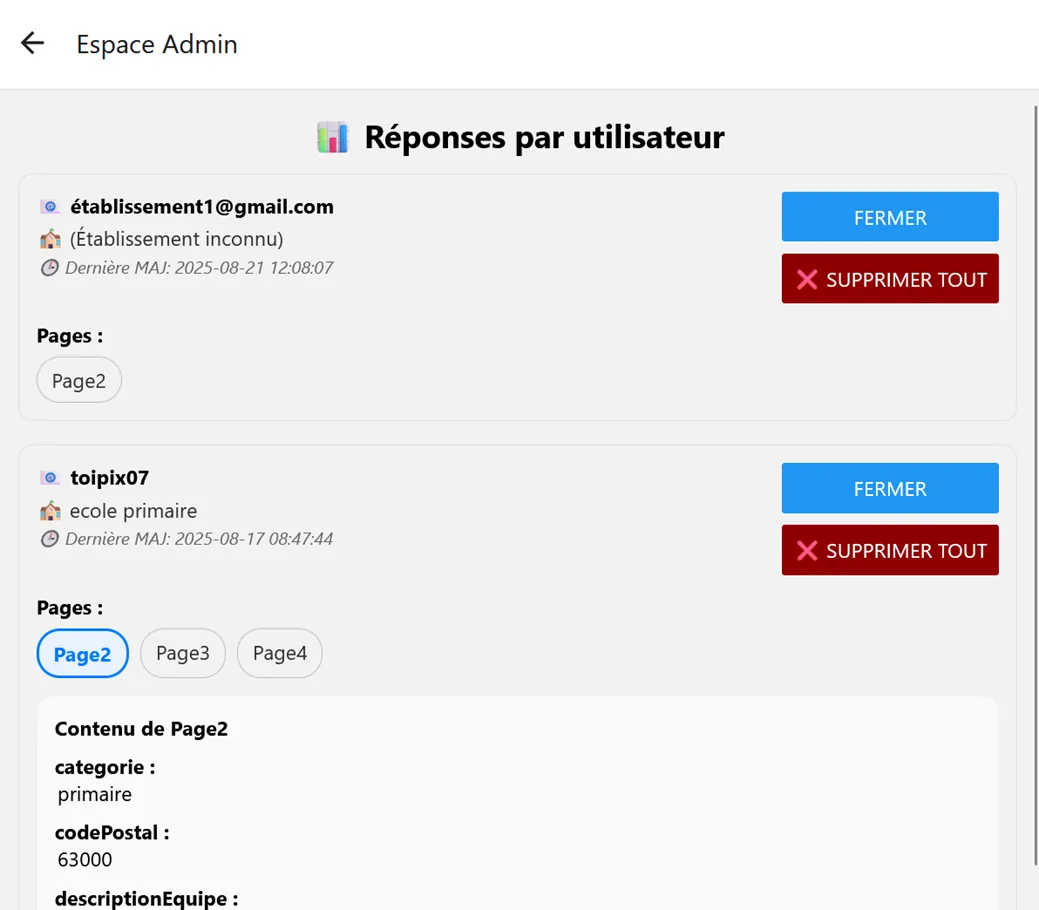 Espace Admin
Réponses par utilisateur
établissement1@gmail.com
FERMER
(Établissement inconnu)
Dernière MAJ: 2025-08-21 12:08:07
SUPPRIMER TOUT
Pages :
Page2
toipix07
FERMER
ecole primaire
Dernière MAJ: 2025-08-17 08:47:44
SUPPRIMER TOUT
Pages :
Page2 Page3 Page4
Contenu de Page2
categorie :
primaire
codePostal :
63000
descriptionEquipe :